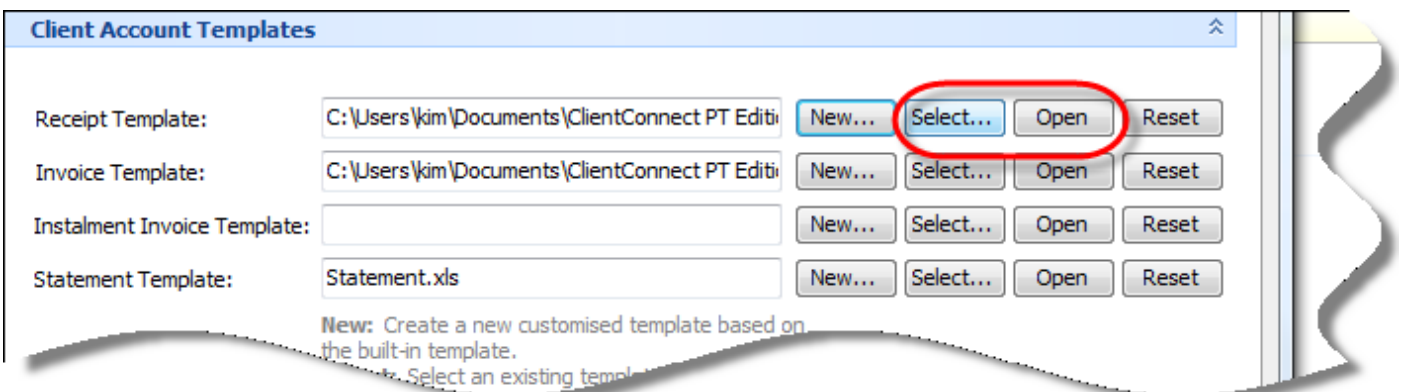 Client Account Templates
Receipt Template: C:\Users\kim\Documents\ClientConnect PT Editi New... Select... Open Reset
Invoice Template: C:\Users\kim\Documents\ClientConnect PT Editi New... Select... Open Reset
Instalment Invoice Template: New... Select... Open Reset
Statement Template: Statement.xls New... Select... Open Reset
New: Create a new customised template based on
the built-in template.
Select an existing